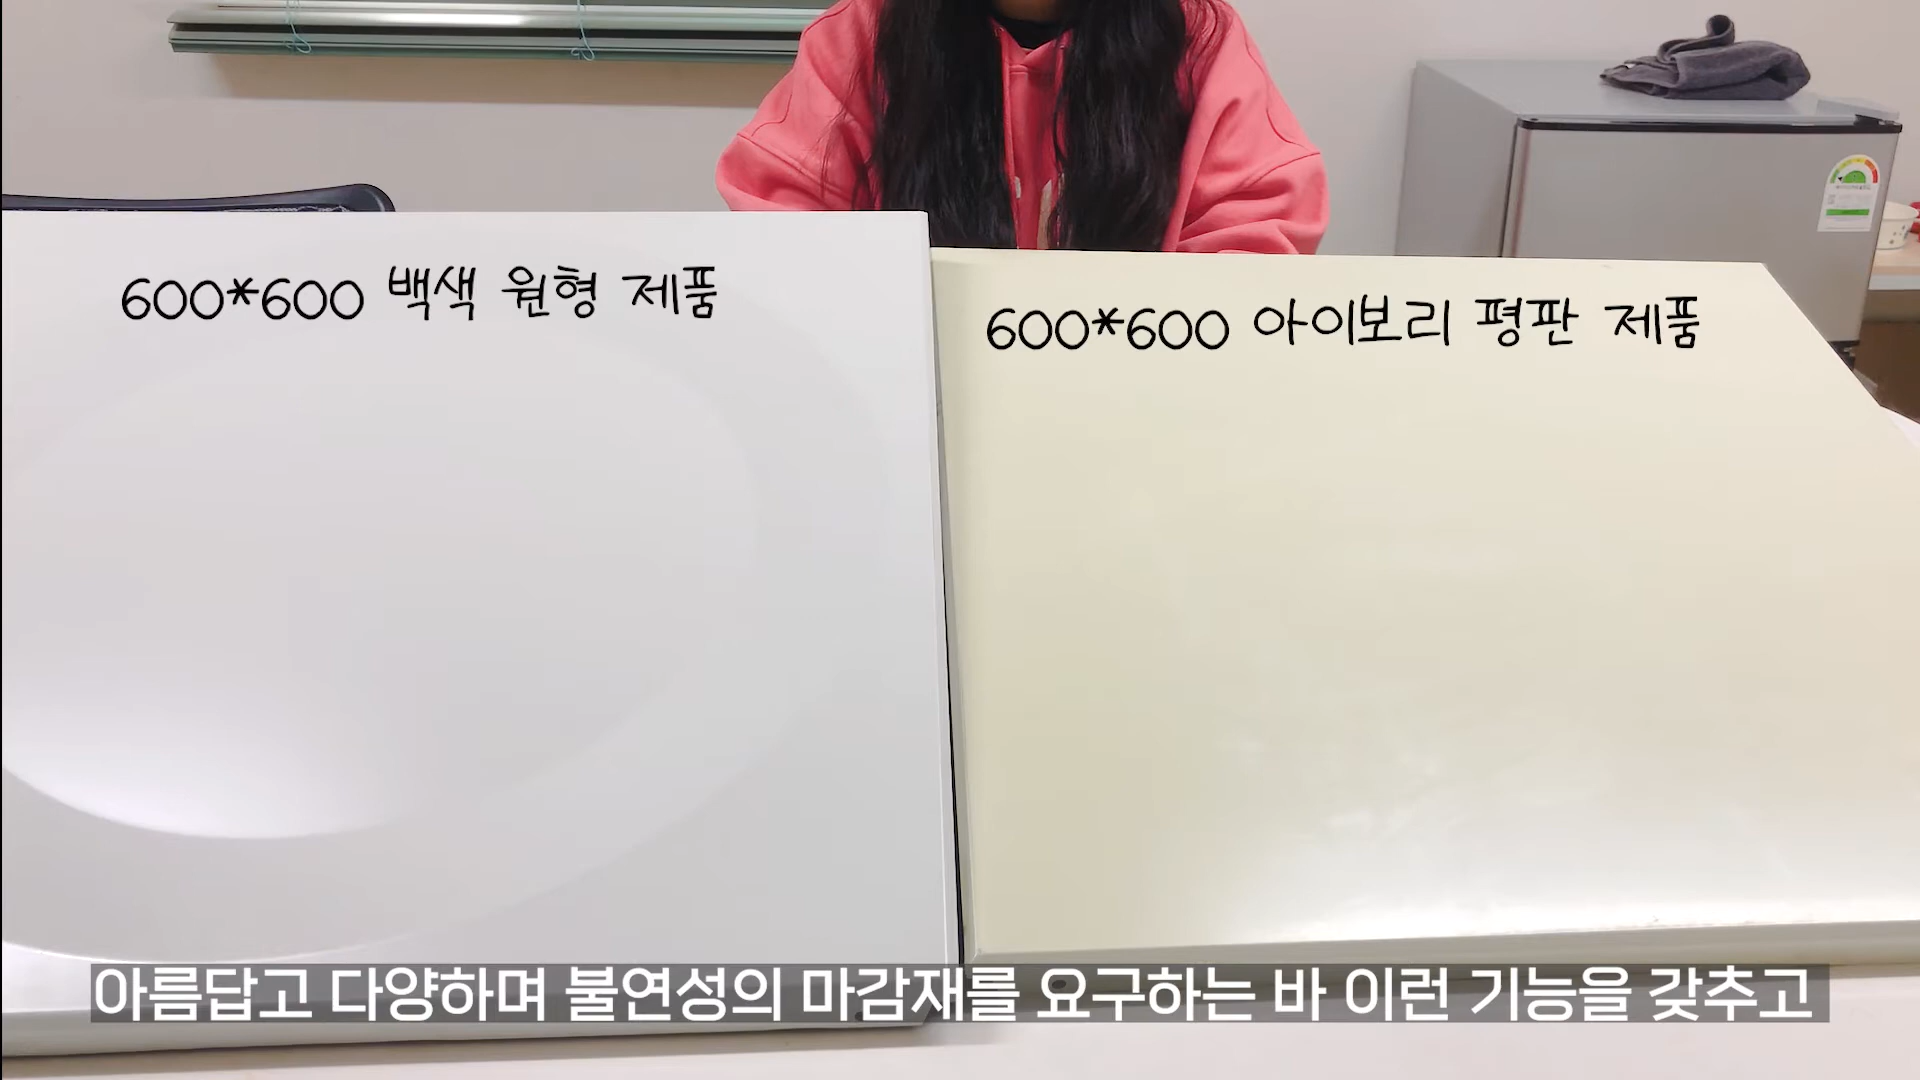 600*600 백색 원형 제품
600*600 아이보리 평판 제품
아름답고 다양하며 불연성의 마감재를 요구하는 바 이런 기능을 갖추고